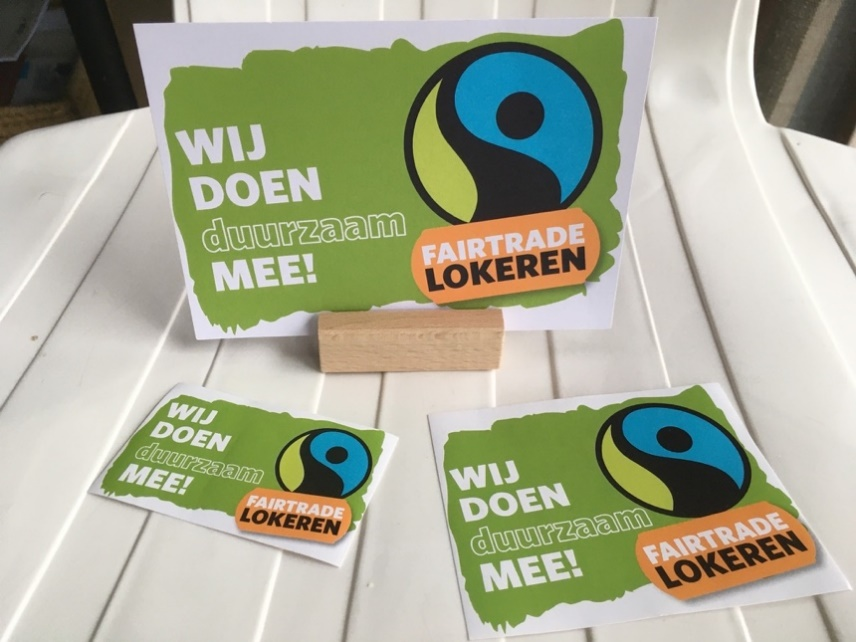 WIJ
DOEN
duurzaam
MEE!
FAIRTRADE
LOKEREN
WIJ
DOEN
duurzaam
MEE!
FAIRTRADE
LOKEREN
WIJ
DOEN
duurzaam
MEE!
FAIRTRADE
LOKEREN